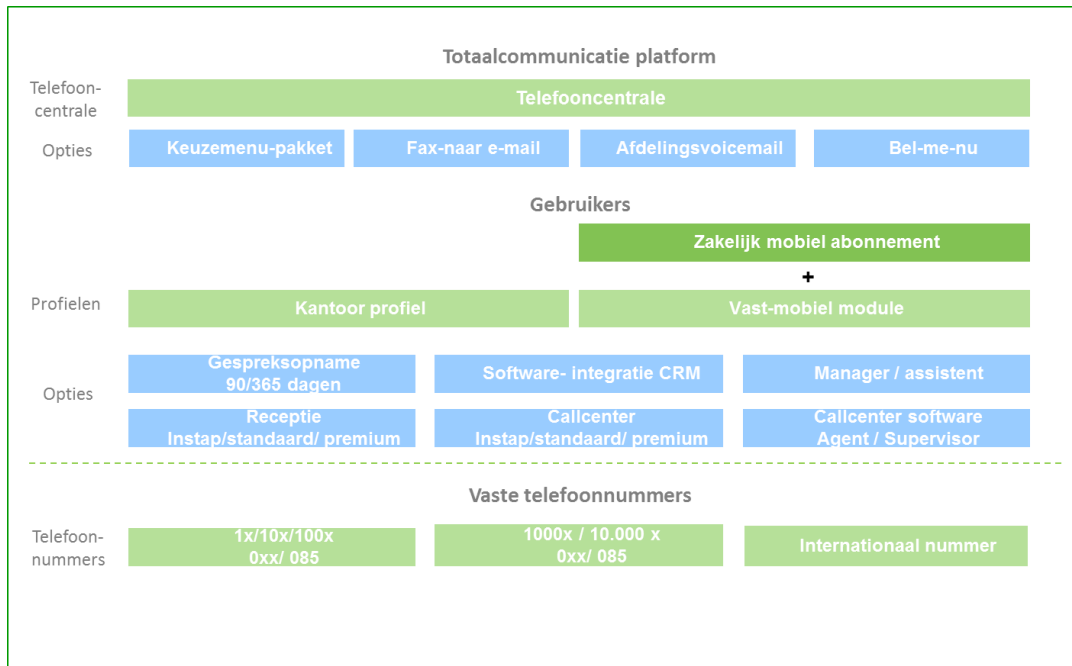 Totaalcommunicatie platform
Telefoon-
centrale
Telefooncentrale
Opties
Keuzemenu-pakket
Fax-naar e-mail
Afdelingsvoicemail
Bel-me-nu
Gebruikers
Zakelijk mobiel abonnement
+
Profielen
Kantoor profiel
Vast-mobiel module
Opties
Gespreksopname
90/365 dagen
Software- integratie CRM
Manager / assistent
Receptie
Instap/standaard/ premium
Callcenter
Instap/standaard/ premium
Callcenter software
Agent / Supervisor
Vaste telefoonnummers
Telefoon-
nummers
1x/10x/100x
0xx/ 085
1000x / 10.000 x
0xx/ 085
Internationaal nummer